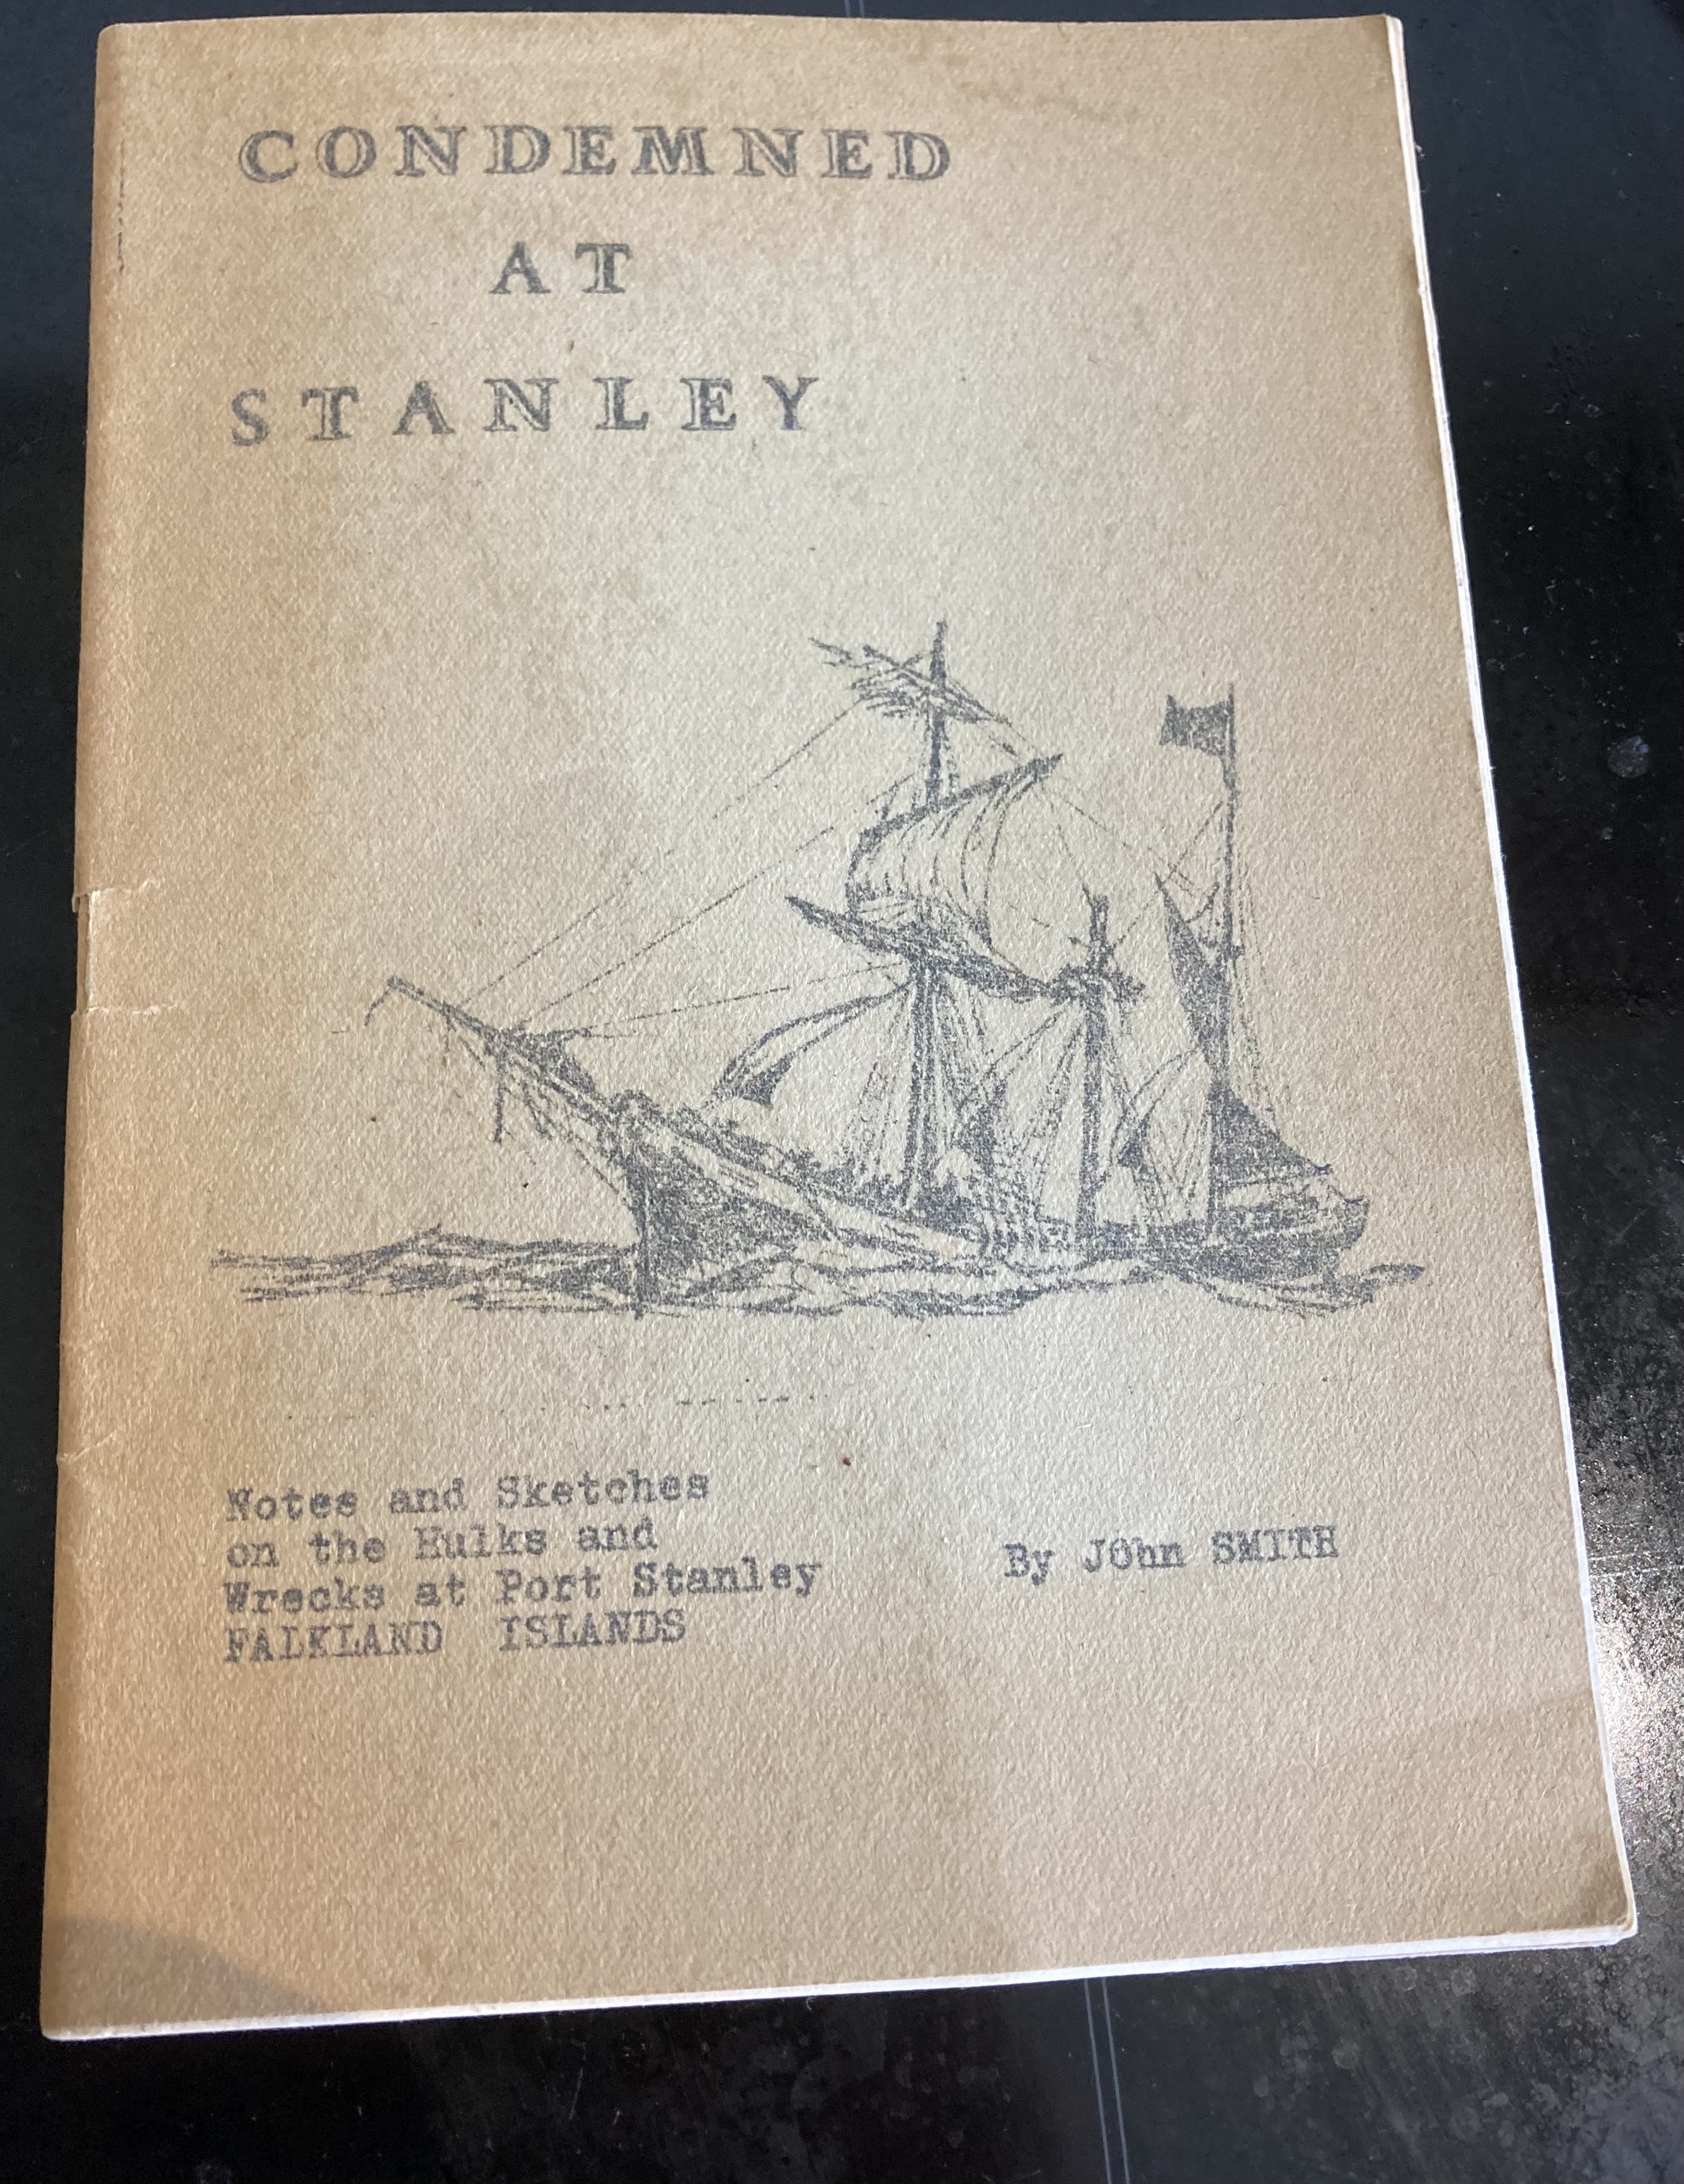 CONDEMNED
AT
STANLEY
Notes and Sketches
on the Hulks and
Wrecks at Port Stanley
FALKLAND ISLANDS
By JOhn SMITH